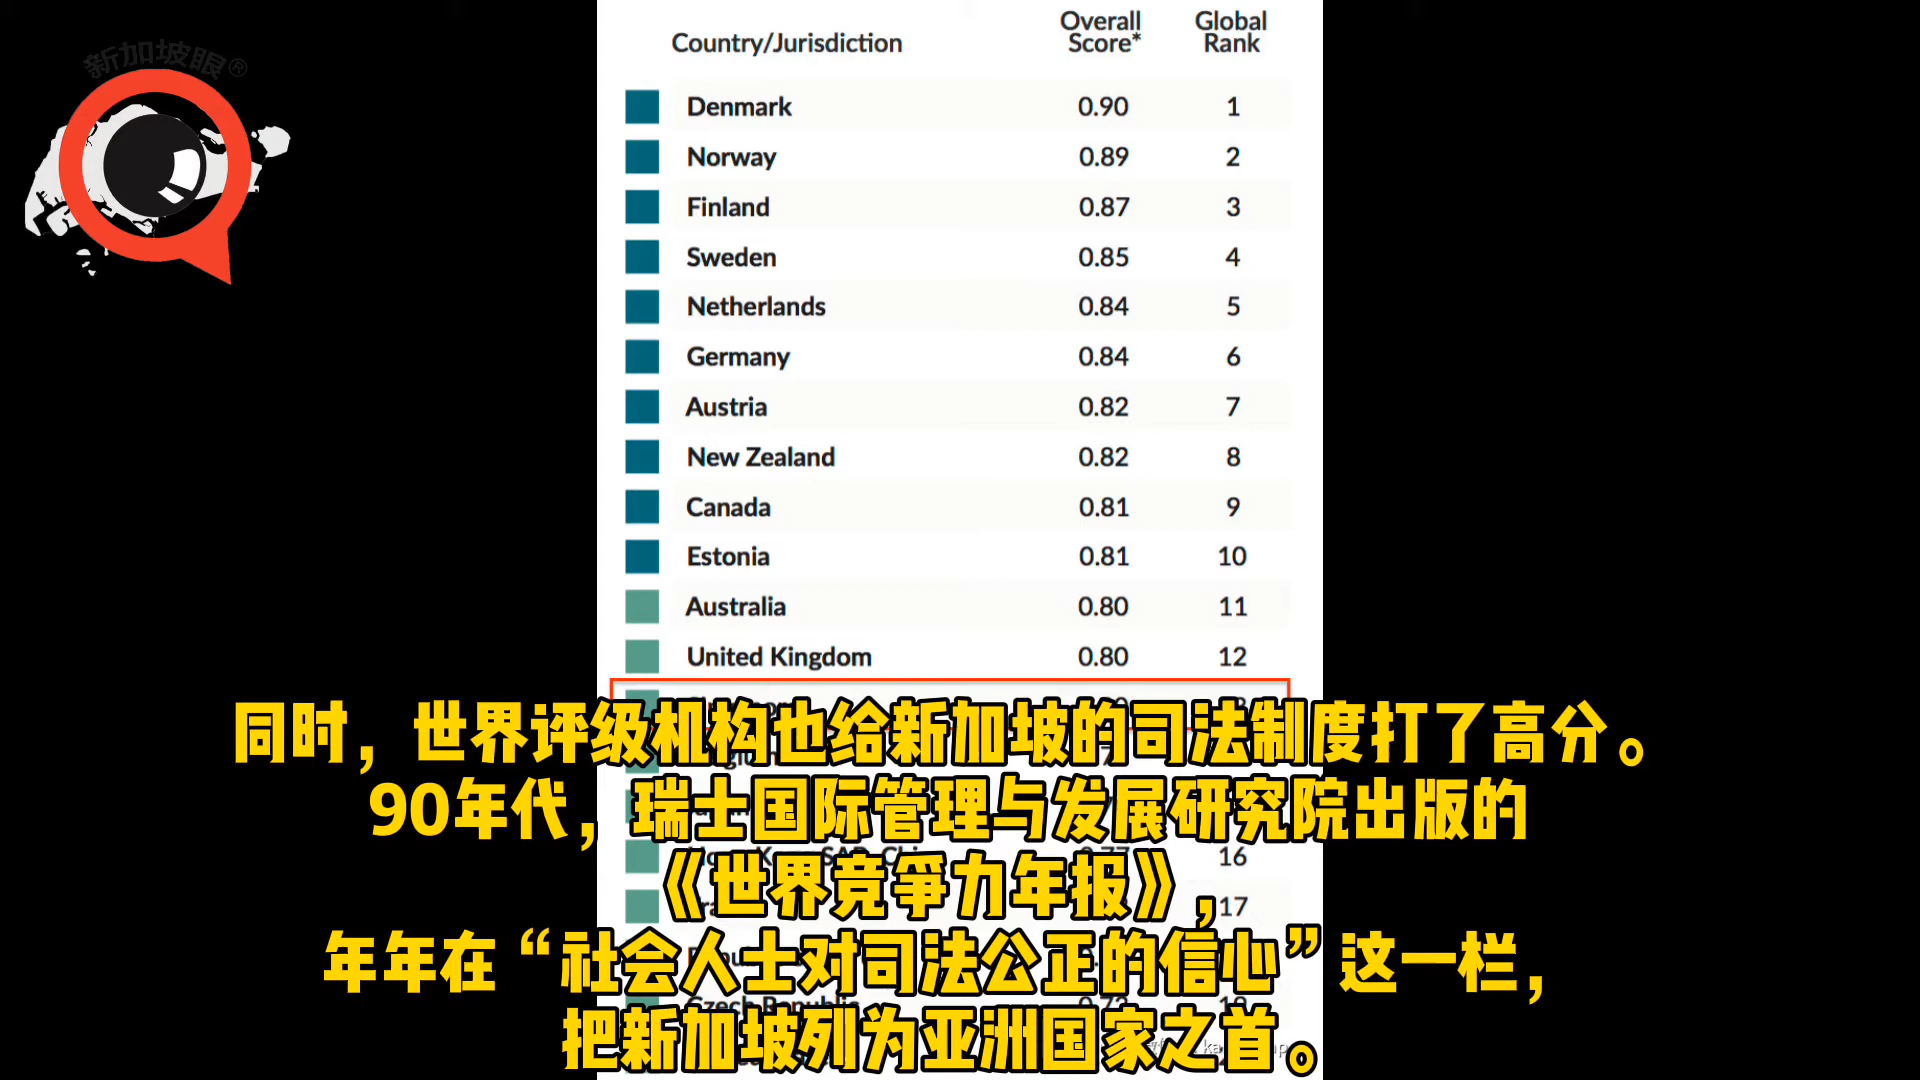 新加坡眼®
Country/Jurisdiction Overall Score* Global Rank
Denmark 0.90 1
Norway 0.89 2
Finland 0.87 3
Sweden 0.85 4
Netherlands 0.84 5
Germany 0.84 6
Austria 0.82 7
New Zealand 0.82 8
Canada 0.81 9
Estonia 0.81 10
Australia 0.80 11
United Kingdom 0.80 12
16
17
Czech Republic 0.73
同时，世界评级机构也给新加坡的司法制度打了高分。
90年代，瑞士国际管理与发展研究院出版的
《世界竞争力年报》，
年年在“社会人士对司法公正的信心”这一栏，
把新加坡列为亚洲国家之首。